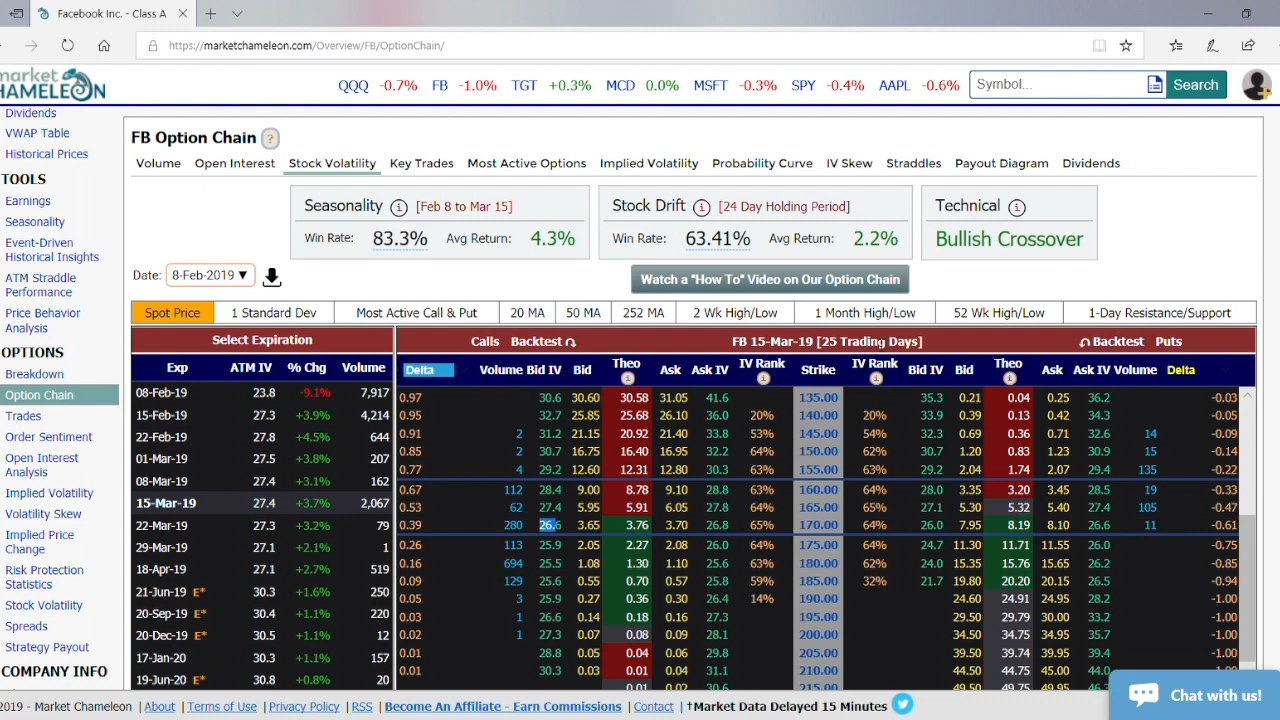 Facebook Inc. - Class A
https://marketchameleon.com/Overview/FB/OptionChain/
market
HAMELEON
QQQ -0.7% FB -1.0% TGT +0.3% MCD 0.0% MSFT -0.3% SPY -0.4% AAPL -0.6% Symbol... Search
Dividends
VWAP Table
Historical Prices
TOOLS
Earnings
Seasonality
Event-Driven
Historical Insights
ATM Straddle
Performance
Price Behavior
Analysis
OPTIONS
Breakdown
Option Chain
Trades
Order Sentiment
Open Interest
Analysis
Implied Volatility
Volatility Skew
Implied Price
Change
Risk Protection
Statistics
Stock Volatility
Spreads
Strategy Payout
COMPANY INFO
FB Option Chain ?
Volume Open Interest Stock Volatility Key Trades Most Active Options Implied Volatility Probability Curve IV Skew Straddles Payout Diagram Dividends
Seasonality [Feb 8 to Mar 15]
Win Rate: 83.3% Avg Return: 4.3%
Stock Drift [24 Day Holding Period]
Win Rate: 63.41% Avg Return: 2.2%
Technical
Bullish Crossover
Date: 8-Feb-2019 ▼
Watch a "How To" Video on Our Option Chain
Spot Price 1 Standard Dev Most Active Call & Put 20 MA 50 MA 252 MA 2 Wk High/Low 1 Month High/Low 52 Wk High/Low 1-Day Resistance/Support
Select Expiration
Exp ATM IV % Chg Volume
08-Feb-19 23.8 -9.1% 7,917
15-Feb-19 27.3 +3.9% 4,214
22-Feb-19 27.8 +4.5% 644
01-Mar-19 27.5 +3.8% 207
08-Mar-19 27.4 +3.1% 162
15-Mar-19 27.4 +3.7% 2,067
22-Mar-19 27.3 +3.2% 79
29-Mar-19 27.1 +2.1% 1
18-Apr-19 27.1 +2.7% 519
21-Jun-19 E* 30.3 +1.6% 250
20-Sep-19 E* 30.4 +1.1% 220
20-Dec-19 E* 30.5 +1.1% 12
17-Jan-20 30.3 +1.1% 157
19-Jun-20 E* 30.8 +0.8% 20
Calls Backtest FB 15-Mar-19 [25 Trading Days] Backtest Puts
Delta Volume Bid IV Bid Theo Ask Ask IV IV Rank Strike IV Rank Bid IV Bid Theo Ask Ask IV Volume Delta
0.97 30.6 30.60 30.58 31.05 41.6 135.00 35.3 0.21 0.04 0.25 36.2 -0.03
0.95 32.7 25.85 25.68 26.10 36.0 20% 140.00 20% 33.9 0.39 0.13 0.42 34.3 -0.05
0.91 2 31.2 21.15 20.92 21.40 33.8 53% 145.00 54% 32.3 0.69 0.36 0.71 32.6 14 -0.09
0.85 2 30.7 16.75 16.40 16.95 32.2 64% 150.00 62% 30.7 1.20 0.83 1.23 30.9 15 -0.14
0.77 4 29.2 12.60 12.31 12.80 30.3 63% 155.00 63% 29.2 2.04 1.74 2.07 29.4 135 -0.22
0.67 112 28.4 9.00 8.78 9.10 28.8 63% 160.00 64% 28.0 3.35 3.20 3.45 28.5 19 -0.33
0.53 62 27.4 5.95 5.91 6.05 27.8 64% 165.00 65% 27.1 5.30 5.32 5.40 27.4 105 -0.47
0.39 280 26.6 3.65 3.76 3.70 26.8 65% 170.00 64% 26.0 7.95 8.19 8.10 26.6 11 -0.61
0.26 113 25.9 2.05 2.27 2.08 26.0 64% 175.00 64% 24.7 11.30 11.71 11.55 26.0 -0.75
0.16 694 25.5 1.08 1.30 1.10 25.6 64% 180.00 62% 24.0 15.35 15.76 15.65 26.2 -0.85
0.09 129 25.6 0.55 0.70 0.57 25.8 59% 185.00 32% 21.7 19.80 20.20 20.15 26.5 -0.94
0.05 3 25.9 0.27 0.36 0.30 26.4 14% 190.00 24.60 24.91 24.95 28.2 -1.00
0.03 1 26.6 0.14 0.18 0.16 27.3 195.00 29.50 29.79 30.00 33.2 -1.00
0.02 1 27.3 0.07 0.08 0.09 28.1 200.00 34.50 34.75 34.95 35.7 -1.00
0.01 28.8 0.05 0.04 0.06 29.8 205.00 39.50 39.74 39.95 39.4 -1.00
0.01 30.3 0.03 0.01 0.04 31.1 210.00 44.50 44.75 45.00 44.0
0.01 30.6 215.00 49.50 49.75 49.95
Chat with us!
2019 - Market Chameleon | About | Terms of Use | Privacy Policy | RSS | Become An Affiliate - Earn Commissions | Contact | †Market Data Delayed 15 Minutes